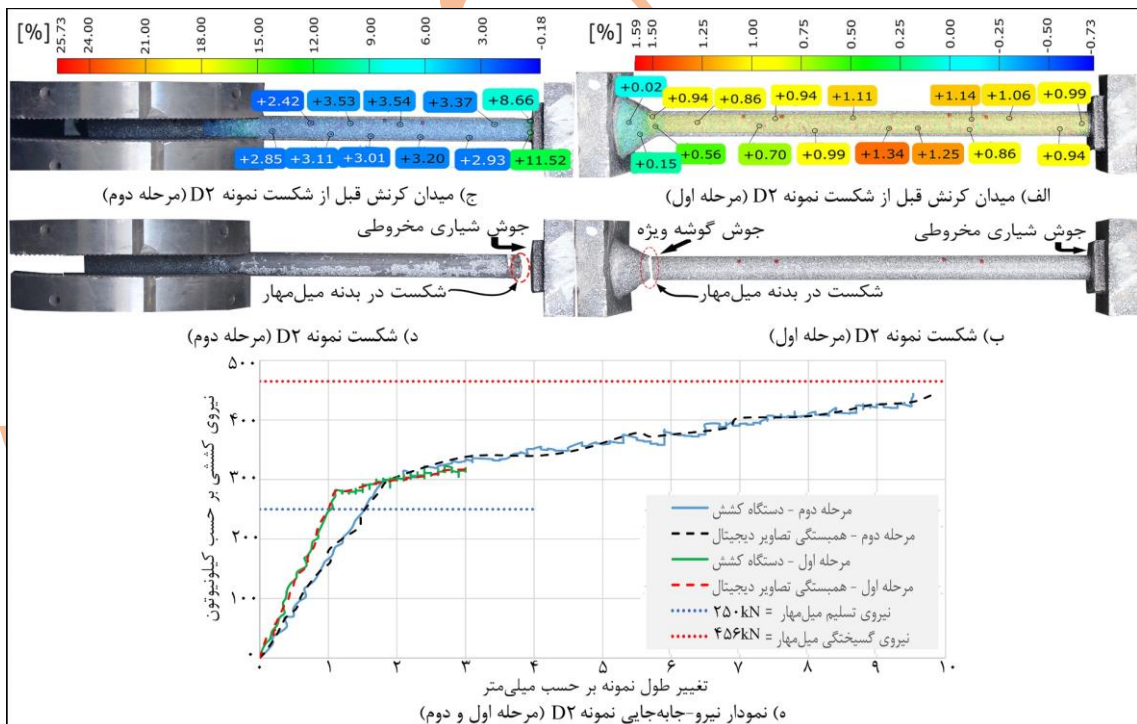 [%] 25.73 24.00 21.00 18.00 15.00 12.00 9.00 6.00 3.00 -0.18
[%] 1.59 1.50 1.25 1.00 0.75 0.50 0.25 0.00 -0.25 -0.50 -0.73
+2.42 +3.53 +3.54 +3.37 +8.66
+2.85 +3.11 +3.01 +3.20 +2.93 +11.52
+0.02 +0.94 +0.86 +0.94 +1.11 +1.14 +1.06 +0.99
+0.15 +0.56 +0.70 +0.99 +1.34 +1.25 +0.86 +0.94
الف) میدان کرنش قبل از شکست نمونه D۲ (مرحله اول)
ج) میدان کرنش قبل از شکست نمونه D۲ (مرحله دوم)
جوش شیاری مخروطی
جوش گوشه ویژه
شکست در بدنه میل‌مهار
جوش شیاری مخروطی
شکست در بدنه میل‌مهار
ب) شکست نمونه D۲ (مرحله اول)
د) شکست نمونه D۲ (مرحله دوم)
نیروی کششی بر حسب کیلونیوتون
۵۰۰
۴۰۰
۳۰۰
۲۰۰
۱۰۰
۰
مرحله دوم - دستگاه کشش
مرحله دوم - همبستگی تصاویر دیجیتال
مرحله اول - دستگاه کشش
مرحله اول - همبستگی تصاویر دیجیتال
نیروی تسلیم میل‌مهار = ۲۵۰kN
نیروی گسیختگی میل‌مهار = ۴۵۶kN
۰ ۱ ۲ ۳ ۴ ۵ ۶ ۷ ۸ ۹ ۱۰
تغییر طول نمونه بر حسب میلی‌متر
ه) نمودار نیرو-جابه‌جایی نمونه D۲ (مرحله اول و دوم)